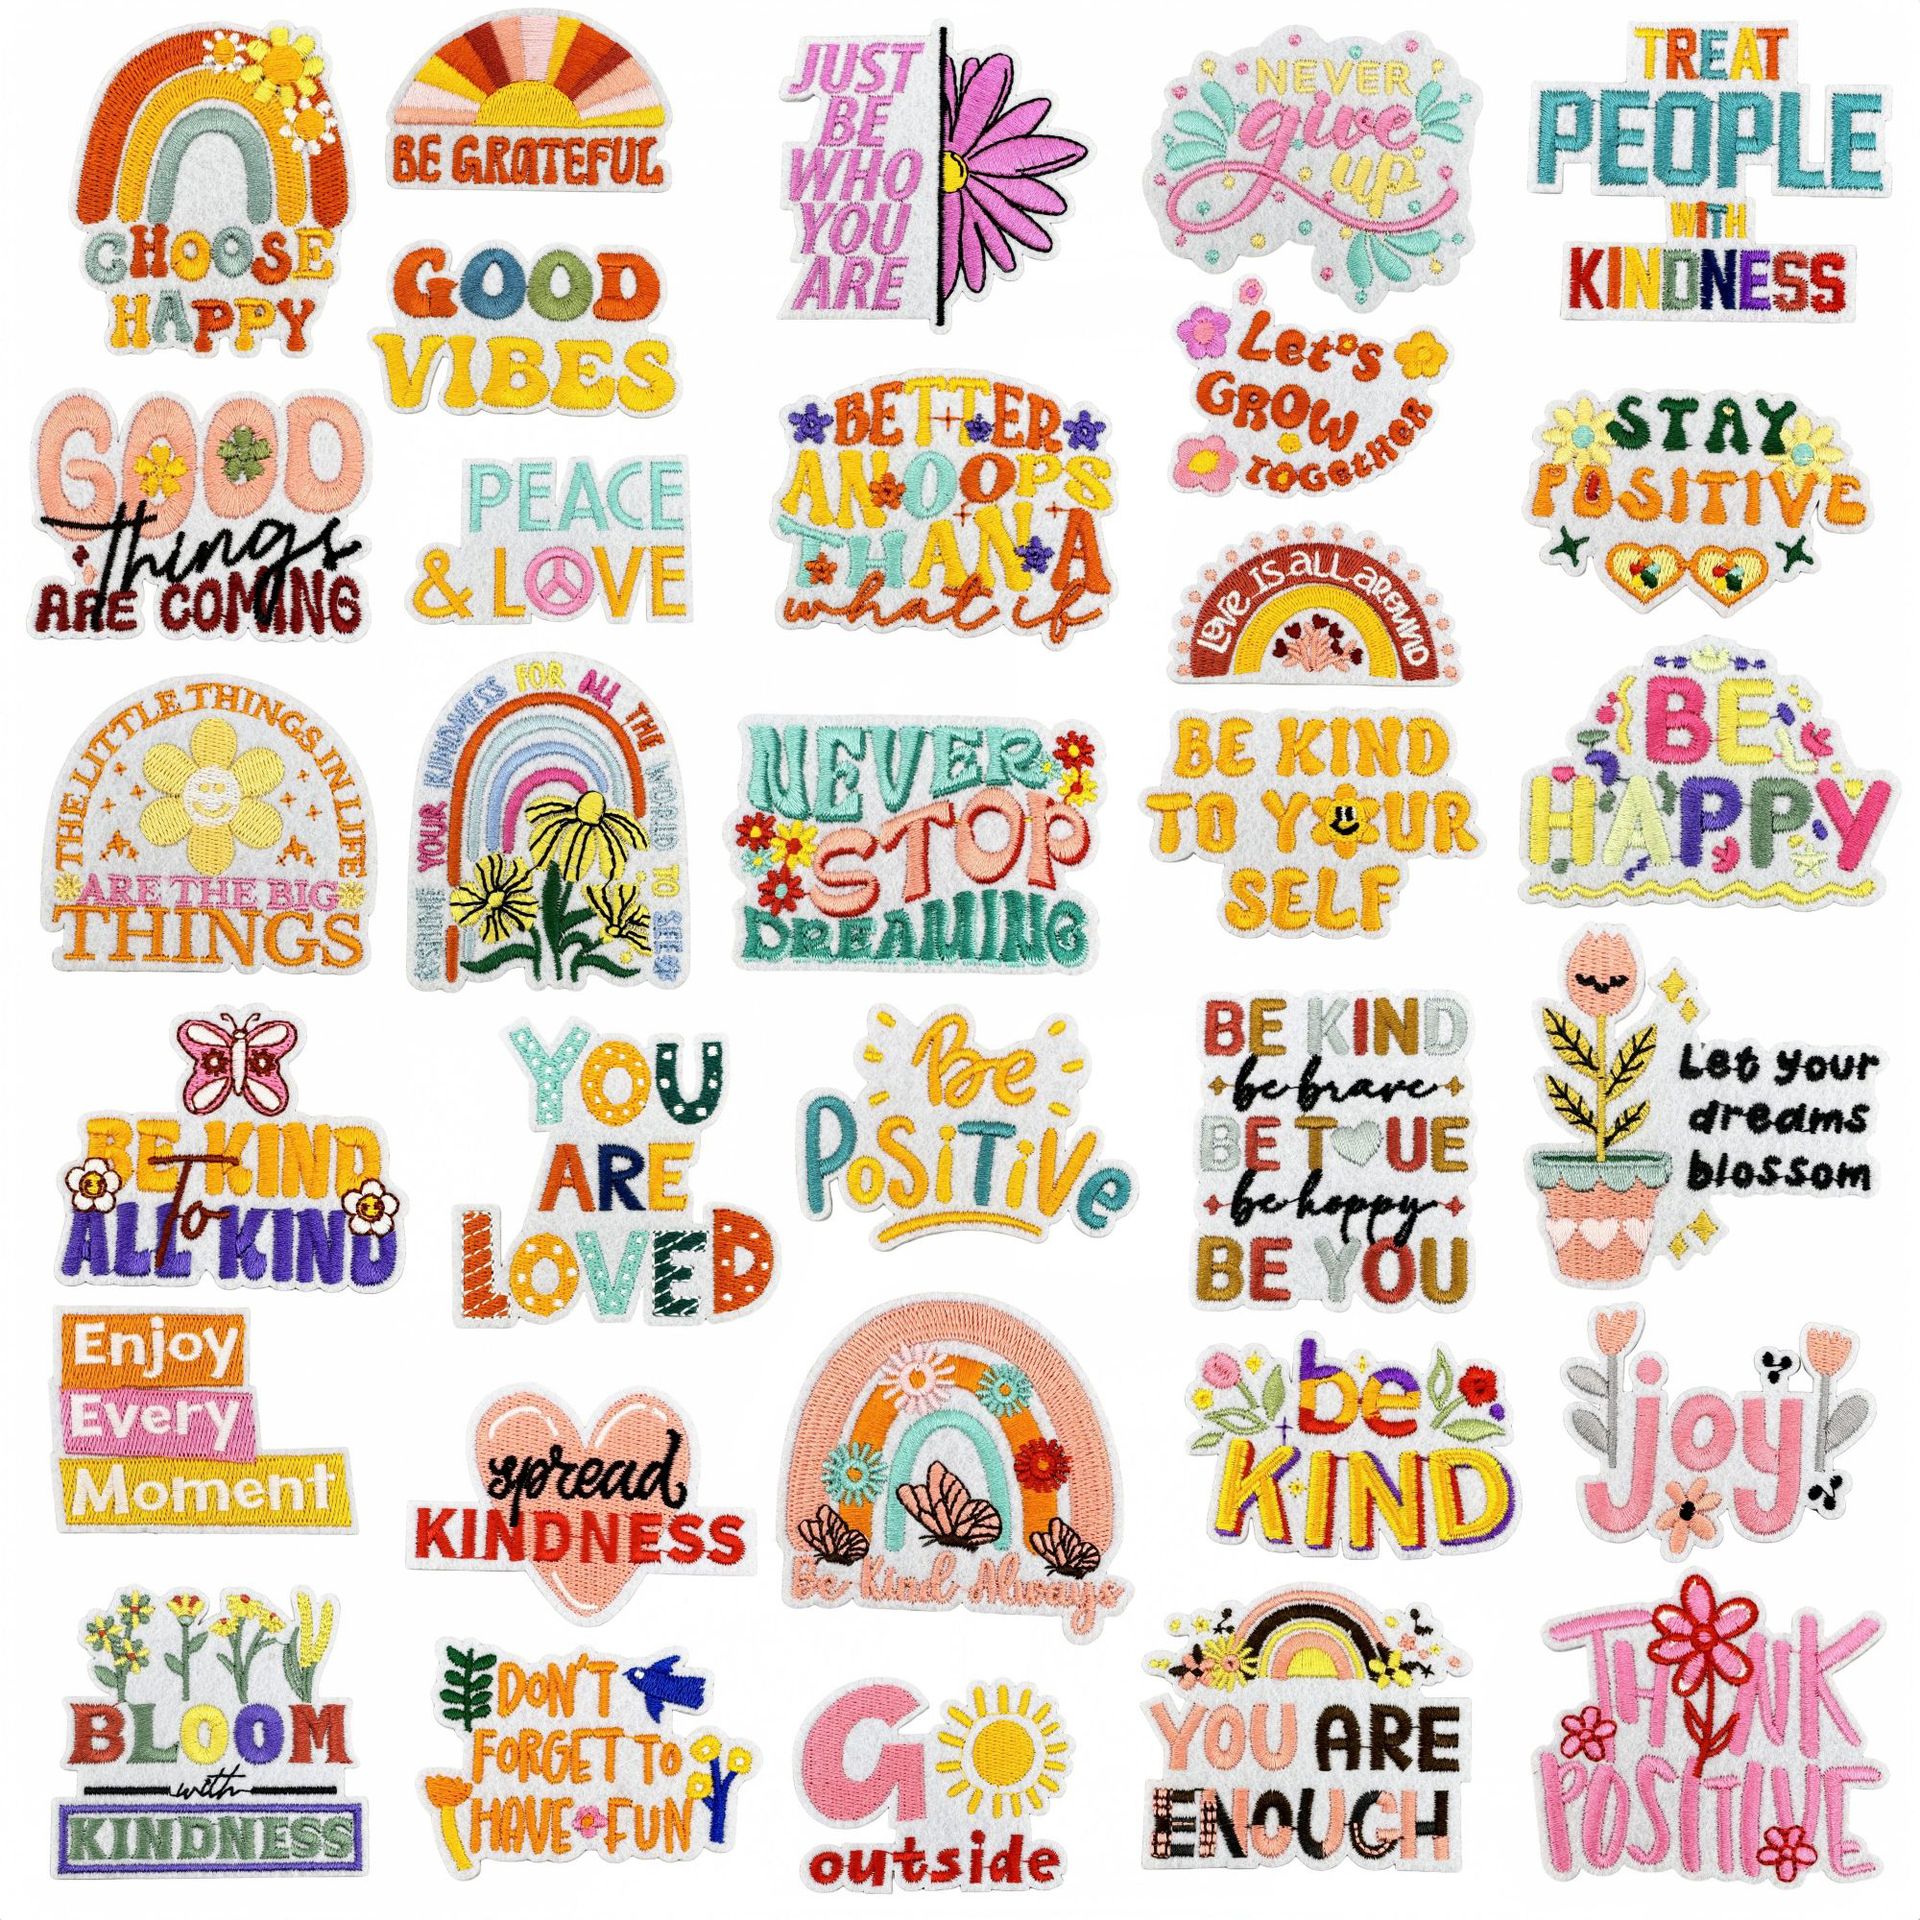 CHOOSE
HAPPY
BE GRATEFUL
GOOD
VIBES
JUST
BE
WHO
YOU
ARE
NEVER
give
up
TREAT
PEOPLE
WITH
KINDNESS
Let's
GROW
TOGETHER
GOOD
things
ARE COMING
PEACE
& LOVE
BETTER
AN OOPS
THAN A
what if
LOVE IS ALL AROUND
STAY
POSITIVE
THE LITTLE THINGS IN LIFE
ARE THE BIG
THINGS
YOUR KINDNESS FOR ALL THE WORLD TO SEE
NEVER
STOP
DREAMING
BE KIND
TO YOUR
SELF
BE
HAPPY
BE KIND
To
ALL KIND
YOU
ARE
LOVED
Be
PoSiTiVe
BE KIND
be brave
BE T UE
be happy
BE YOU
Let your
dreams
blossom
Enjoy
Every
Moment
spread
KINDNESS
Be Kind Always
be
KIND
joy
BLOOM
with
KINDNESS
DON'T
FORGET TO
HAVE FUN
GO
outside
YOU ARE
ENOUGH
THINK
POSITIVE